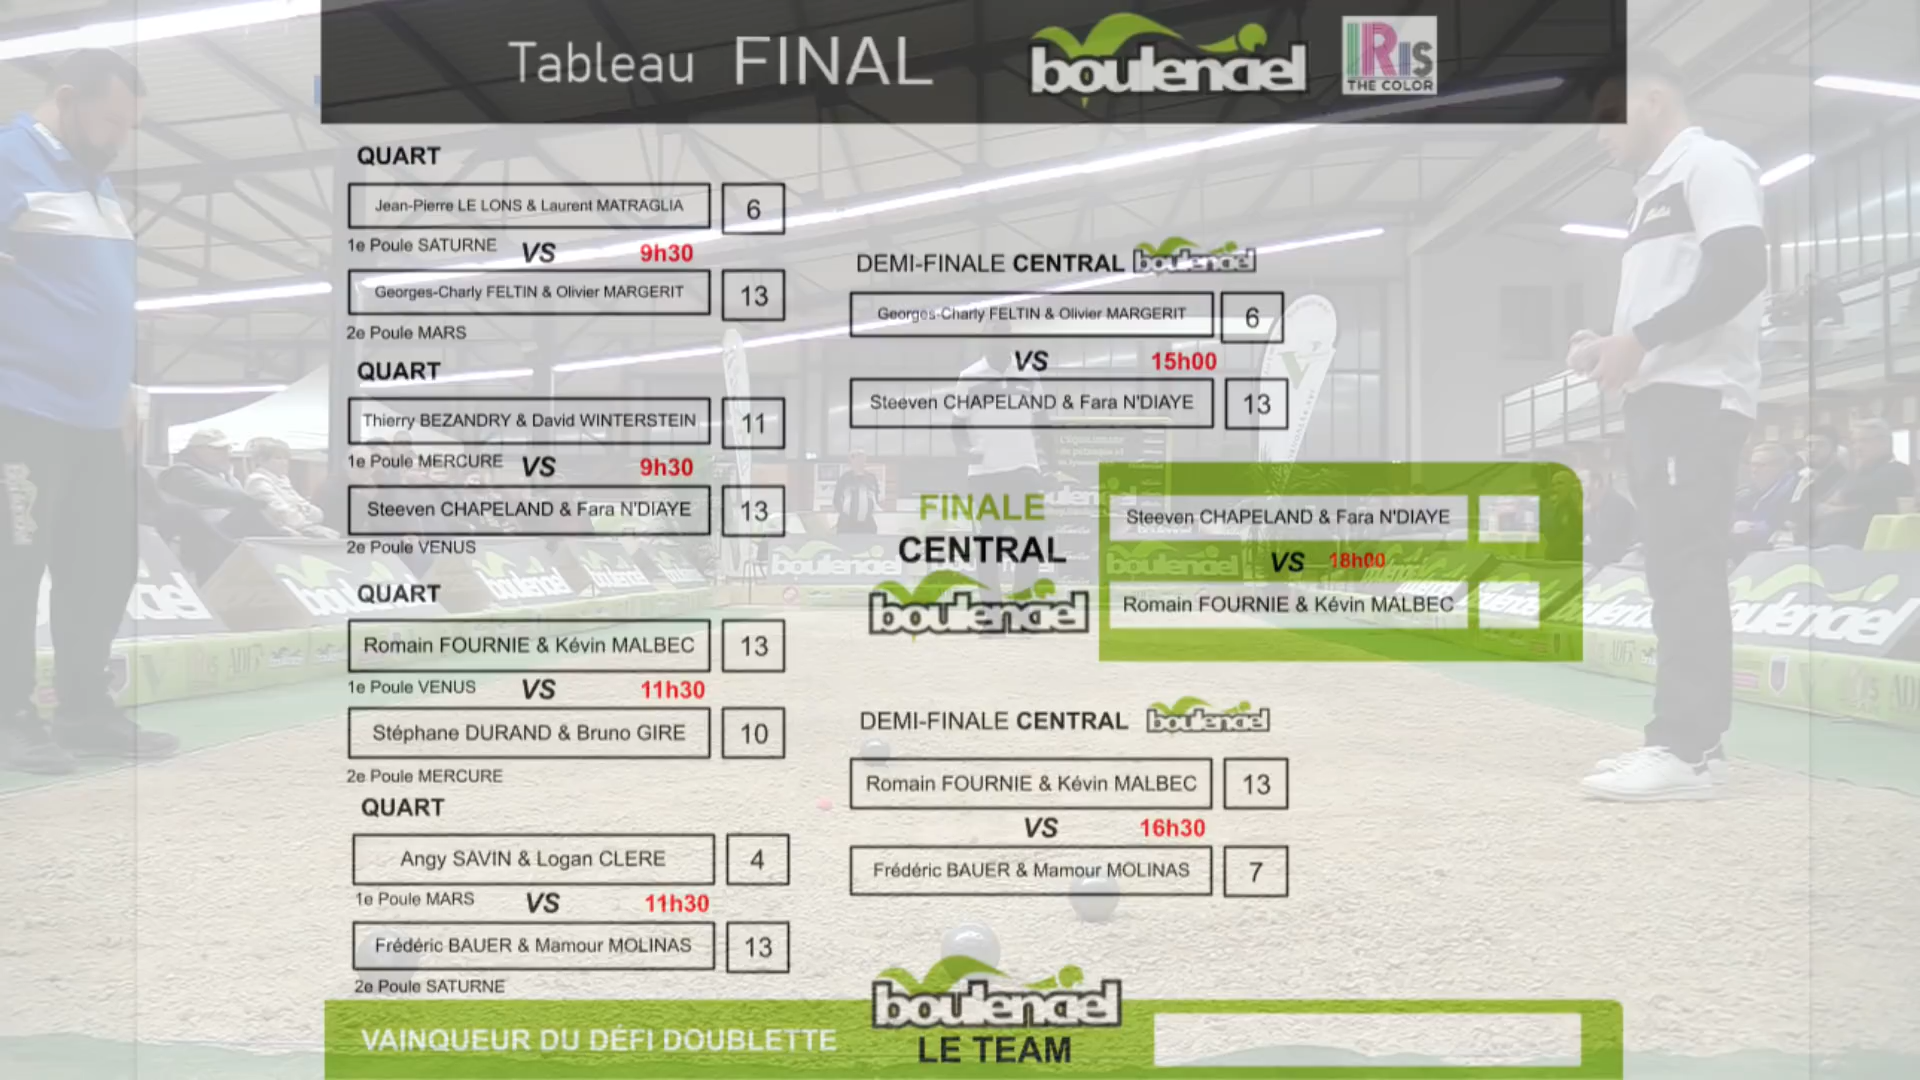 Tableau FINAL
boulenciel
IRIS
THE COLOR
QUART
Jean-Pierre LE LONS & Laurent MATRAGLIA
6
1e Poule SATURNE
VS
9h30
Georges-Charly FELTIN & Olivier MARGERIT
13
2e Poule MARS
QUART
Thierry BEZANDRY & David WINTERSTEIN
11
1e Poule MERCURE
VS
9h30
Steeven CHAPELAND & Fara N'DIAYE
13
2e Poule VENUS
QUART
Romain FOURNIE & Kévin MALBEC
13
1e Poule VENUS
VS
11h30
Stéphane DURAND & Bruno GIRE
10
2e Poule MERCURE
QUART
Angy SAVIN & Logan CLERE
4
1e Poule MARS
VS
11h30
Frédéric BAUER & Mamour MOLINAS
13
2e Poule SATURNE
DEMI-FINALE CENTRAL boulenciel
Georges-Charly FELTIN & Olivier MARGERIT
6
VS
15h00
Steeven CHAPELAND & Fara N'DIAYE
13
FINALE
CENTRAL
boulenciel
Steeven CHAPELAND & Fara N'DIAYE
VS
18h00
Romain FOURNIE & Kévin MALBEC
DEMI-FINALE CENTRAL boulenciel
Romain FOURNIE & Kévin MALBEC
13
VS
16h30
Frédéric BAUER & Mamour MOLINAS
7
VAINQUEUR DU DÉFI DOUBLETTE
boulenciel
LE TEAM